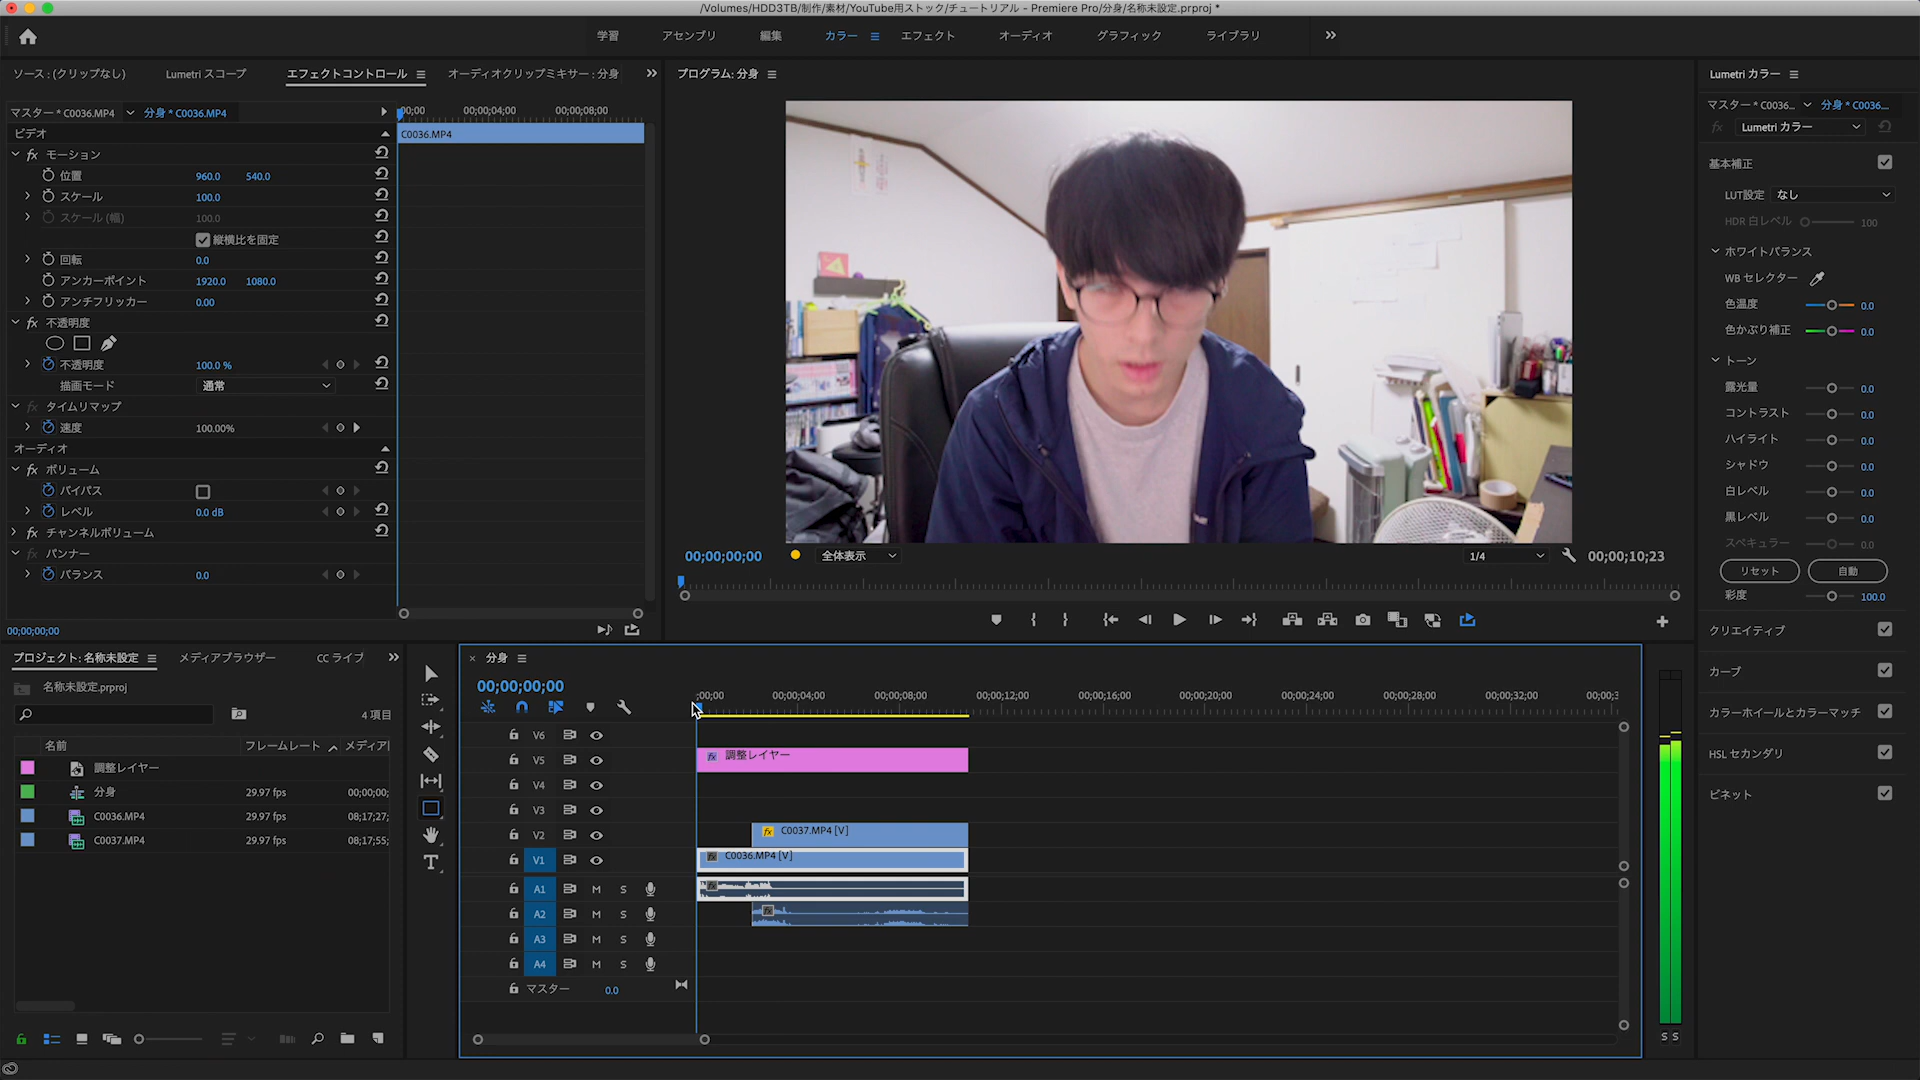 /Volumes/HDD3TB/制作/素材/YouTube用ストック/チュートリアル - Premiere Pro/分身/名称未設定.prproj *
学習
アセンブリ
編集
カラー
エフェクト
オーディオ
グラフィック
ライブラリ
ソース : (クリップなし)
Lumetri スコープ
エフェクトコントロール
オーディオクリップミキサー : 分身
マスター * C0036.MP4
分身 * C0036.MP4
;00;00
00;00;04;00
00;00;08;00
C0036.MP4
ビデオ
fx モーション
位置 960.0 540.0
スケール 100.0
スケール (幅) 100.0
縦横比を固定
回転 0.0
アンカーポイント 1920.0 1080.0
アンチフリッカー 0.00
fx 不透明度
不透明度 100.0 %
描画モード 通常
fx タイムリマップ
速度 100.00%
オーディオ
fx ボリューム
バイパス
レベル 0.0 dB
fx チャンネルボリューム
fx パンナー
バランス 0.0
00;00;00;00
プログラム: 分身
00;00;00;00
全体表示
1/4
00;00;10;23
Lumetri カラー
マスター * C0036...
分身 * C0036...
fx Lumetri カラー
基本補正
LUT設定 なし
HDR 白レベル 100
ホワイトバランス
WB セレクター
色温度 0.0
色かぶり補正 0.0
トーン
露光量 0.0
コントラスト 0.0
ハイライト 0.0
シャドウ 0.0
白レベル 0.0
黒レベル 0.0
スペキュラー 0.0
リセット
自動
彩度 100.0
クリエイティブ
カーブ
カラーホイールとカラーマッチ
HSL セカンダリ
ビネット
プロジェクト: 名称未設定
メディアブラウザー
CC ライブ
名称未設定.prproj
4 項目
名前
フレームレート
メディア
調整レイヤー
分身 29.97 fps 00;00;00;
C0036.MP4 29.97 fps 08;17;27;
C0037.MP4 29.97 fps 08;17;55;
× 分身
00;00;00;00
;00;00
00;00;04;00
00;00;08;00
00;00;12;00
00;00;16;00
00;00;20;00
00;00;24;00
00;00;28;00
00;00;32;00
00;00;3
V6
V5
fx 調整レイヤー
V4
V3
V2
fx C0037.MP4 [V]
V1
fx C0036.MP4 [V]
A1 M S
fx
A2 M S
fx
A3 M S
A4 M S
マスター 0.0
S S